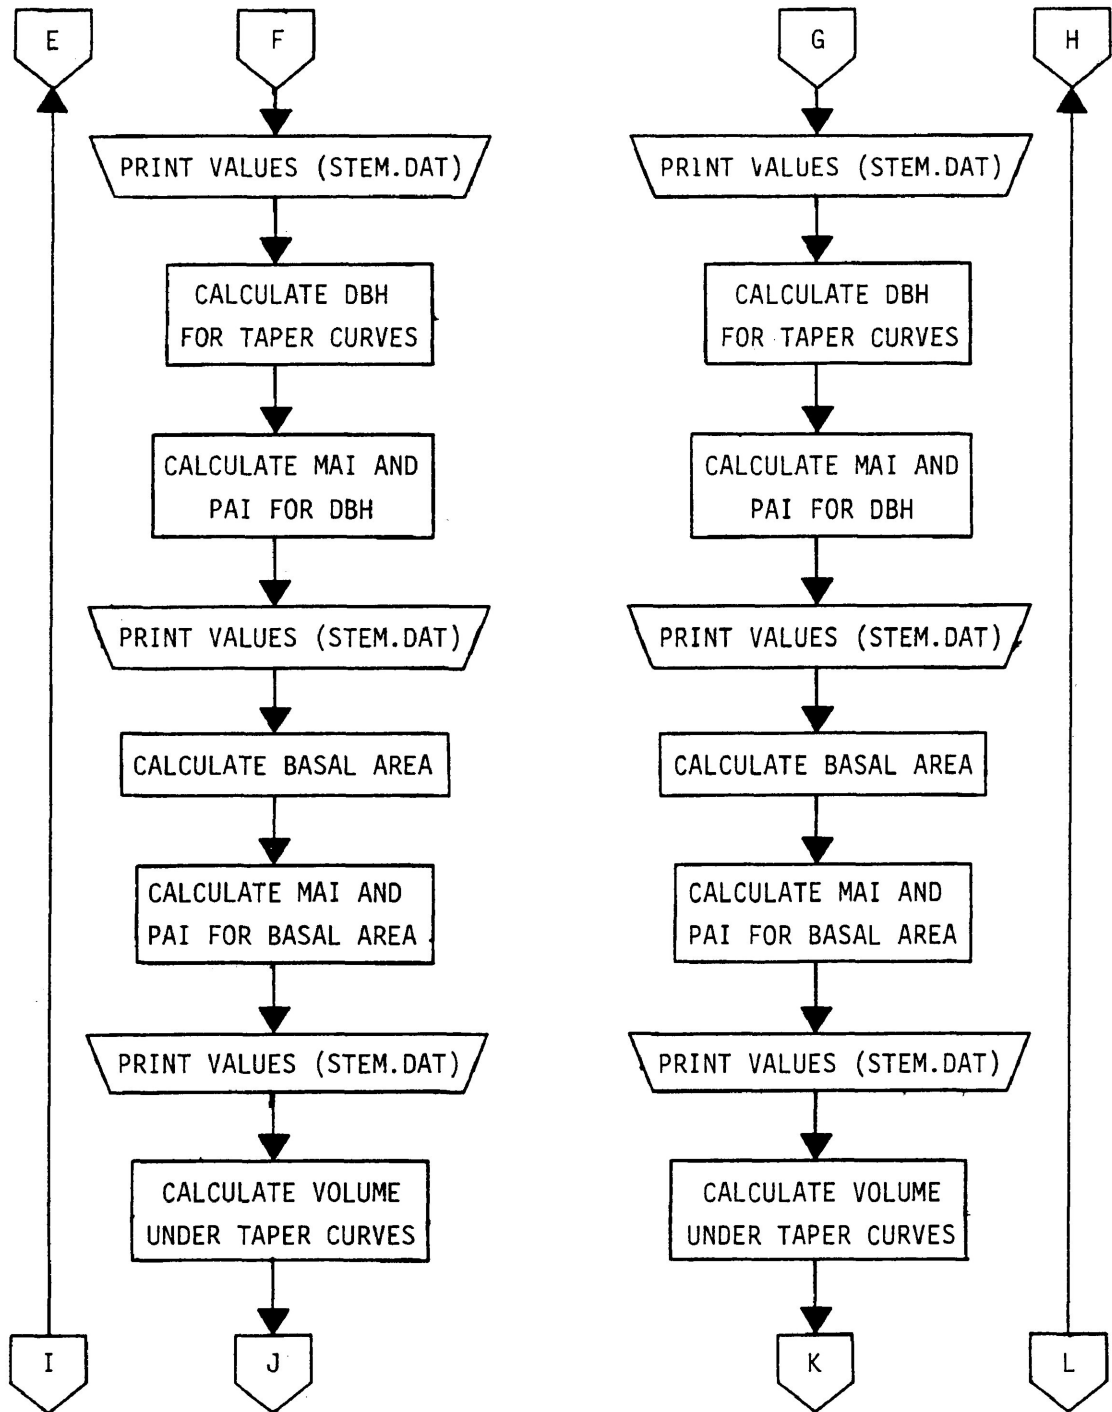 E
F
G
H
PRINT VALUES (STEM.DAT)
PRINT VALUES (STEM.DAT)
CALCULATE DBH
FOR TAPER CURVES
CALCULATE DBH
FOR TAPER CURVES
CALCULATE MAI AND
PAI FOR DBH
CALCULATE MAI AND
PAI FOR DBH
PRINT VALUES (STEM.DAT)
PRINT VALUES (STEM.DAT)
CALCULATE BASAL AREA
CALCULATE BASAL AREA
CALCULATE MAI AND
PAI FOR BASAL AREA
CALCULATE MAI AND
PAI FOR BASAL AREA
PRINT VALUES (STEM.DAT)
PRINT VALUES (STEM.DAT)
CALCULATE VOLUME
UNDER TAPER CURVES
CALCULATE VOLUME
UNDER TAPER CURVES
I
J
K
L